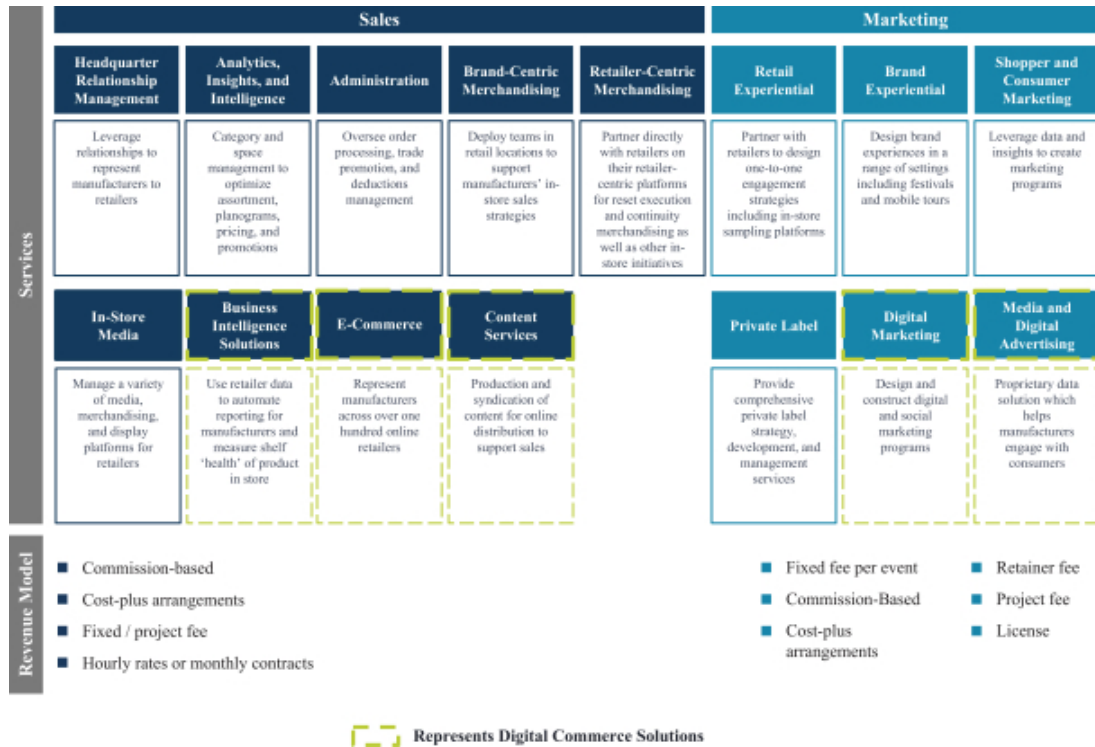 Sales
Marketing
Services
Headquarter
Relationship
Management
Analytics,
Insights, and
Intelligence
Administration
Brand-Centric
Merchandising
Retailer-Centric
Merchandising
Retail
Experiential
Brand
Experiential
Shopper and
Consumer
Marketing
Leverage
relationships to
represent
manufacturers to
retailers
Category and
space
management to
optimize
assortment,
planograms,
pricing, and
promotions
Oversee order
processing, trade
promotion, and
deductions
management
Deploy teams in
retail locations to
support
manufacturers’ in-
store sales
strategies
Partner directly
with retailers on
their retailer-
centric platforms
for reset execution
and continuity
merchandising as
well as other in-
store initiatives
Partner with
retailers to design
one-to-one
engagement
strategies
including in-store
sampling platforms
Design brand
experiences in a
range of settings
including festivals
and mobile tours
Leverage data and
insights to create
marketing
programs
In-Store
Media
Business
Intelligence
Solutions
E-Commerce
Content
Services
Private Label
Digital
Marketing
Media and
Digital
Advertising
Manage a variety
of media,
merchandising,
and display
platforms for
retailers
Use retailer data
to automate
reporting for
manufacturers and
measure shelf
‘health’ of product
in store
Represent
manufacturers
across over one
hundred online
retailers
Production and
syndication of
content for online
distribution to
support sales
Provide
comprehensive
private label
strategy,
development, and
management
services
Design and
construct digital
and social
marketing
programs
Proprietary data
solution which
helps
manufacturers
engage with
consumers
Revenue Model
Commission-based
Cost-plus arrangements
Fixed / project fee
Hourly rates or monthly contracts
Fixed fee per event
Commission-Based
Cost-plus
arrangements
Retainer fee
Project fee
License
Represents Digital Commerce Solutions